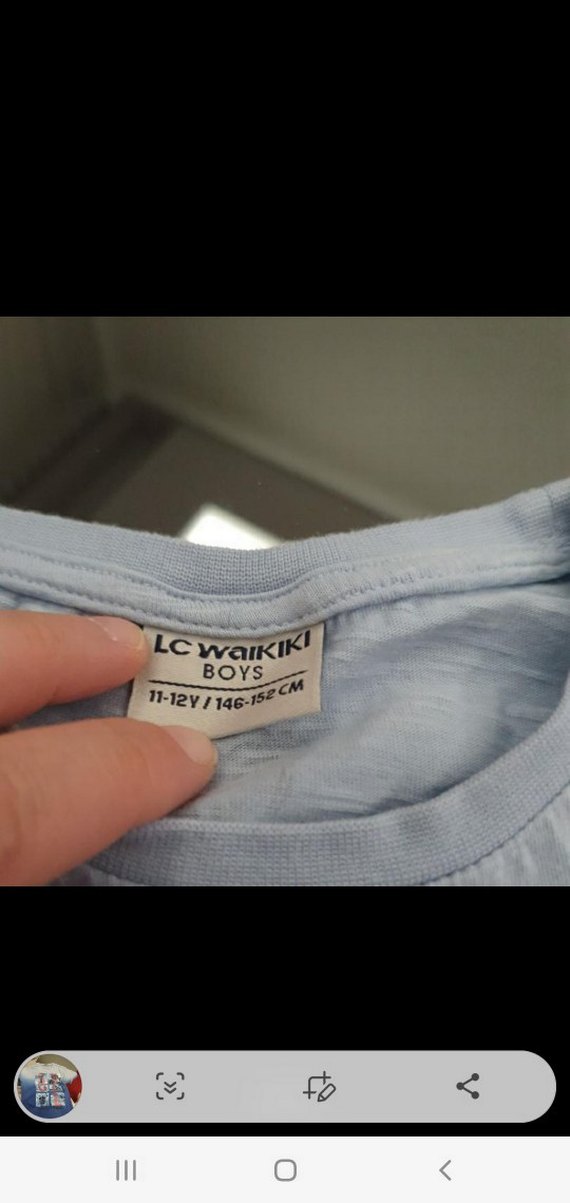 LC WAIKIKI
BOYS
11-12Y / 146-152 CM